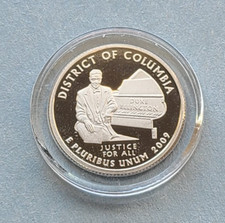 DISTRICT OF COLUMBIA
DUKE
ELLINGTON
JUSTICE
FOR ALL
E PLURIBUS UNUM 2009